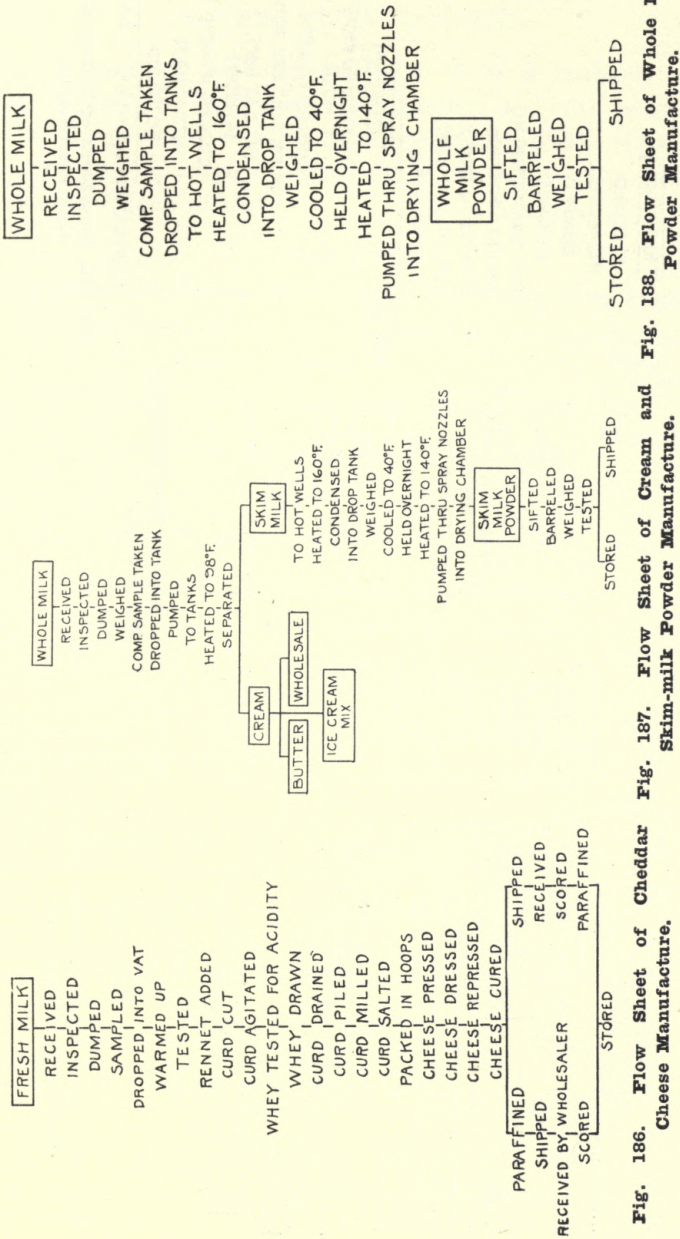 FRESH MILK
RECEIVED
INSPECTED
DUMPED
SAMPLED
DROPPED INTO VAT
WARMED UP
TESTED
RENNET ADDED
CURD CUT
CURD AGITATED
WHEY TESTED FOR ACIDITY
WHEY DRAWN
CURD DRAINED
CURD PILED
CURD MILLED
CURD SALTED
PACKED IN HOOPS
CHEESE PRESSED
CHEESE DRESSED
CHEESE REPRESSED
CHEESE CURED
PARAFFINED
SHIPPED
RECEIVED BY WHOLESALER
SCORED
SHIPPED
RECEIVED
SCORED
PARAFFINED
STORED
Fig. 186. Flow Sheet of Cheddar
Cheese Manufacture.
WHOLE MILK
RECEIVED
INSPECTED
DUMPED
WEIGHED
COMP SAMPLE TAKEN
DROPPED INTO TANK
PUMPED
TO TANKS
HEATED TO 98°F.
SEPARATED
CREAM
BUTTER
WHOLESALE
ICE CREAM
MIX
SKIM
MILK
TO HOT WELLS
HEATED TO 160°F.
CONDENSED
INTO DROP TANK
WEIGHED
COOLED TO 40°F.
HELD OVERNIGHT
HEATED TO 140°F.
PUMPED THRU SPRAY NOZZLES
INTO DRYING CHAMBER
SKIM
MILK
POWDER
SIFTED
BARRELED
WEIGHED
TESTED
STORED
SHIPPED
Fig. 187. Flow Sheet of Cream and
Skim-milk Powder Manufacture.
WHOLE MILK
RECEIVED
INSPECTED
DUMPED
WEIGHED
COMP. SAMPLE TAKEN
DROPPED INTO TANKS
TO HOT WELLS
HEATED TO 160°F.
CONDENSED
INTO DROP TANK
WEIGHED
COOLED TO 40°F.
HELD OVERNIGHT
HEATED TO 140°F.
PUMPED THRU SPRAY NOZZLES
INTO DRYING CHAMBER
WHOLE
MILK
POWDER
SIFTED
BARRELED
WEIGHED
TESTED
STORED
SHIPPED
Fig. 188. Flow Sheet of Whole
Powder Manufacture.